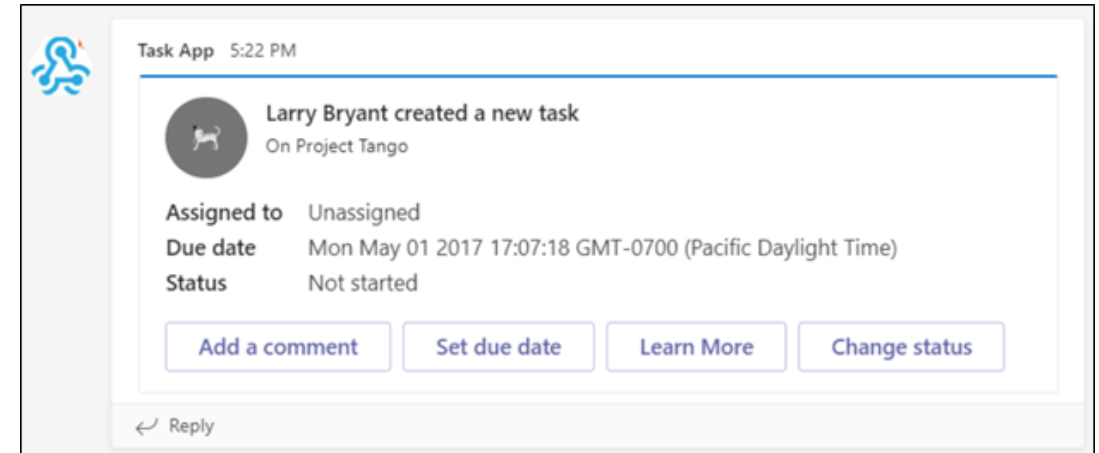 Task App 5:22 PM
Larry Bryant created a new task
On Project Tango
Assigned to Unassigned
Due date Mon May 01 2017 17:07:18 GMT-0700 (Pacific Daylight Time)
Status Not started
Add a comment Set due date Learn More Change status
Reply